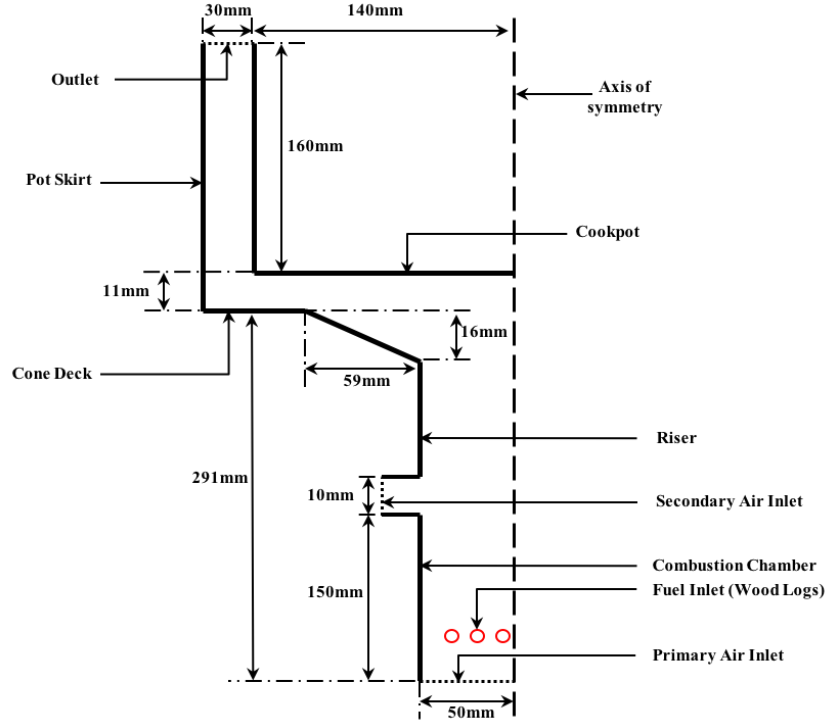 30mm
140mm
Outlet
Axis of
symmetry
160mm
Pot Skirt
Cookpot
11mm
16mm
Cone Deck
59mm
Riser
291mm
10mm
Secondary Air Inlet
Combustion Chamber
150mm
Fuel Inlet (Wood Logs)
Primary Air Inlet
50mm